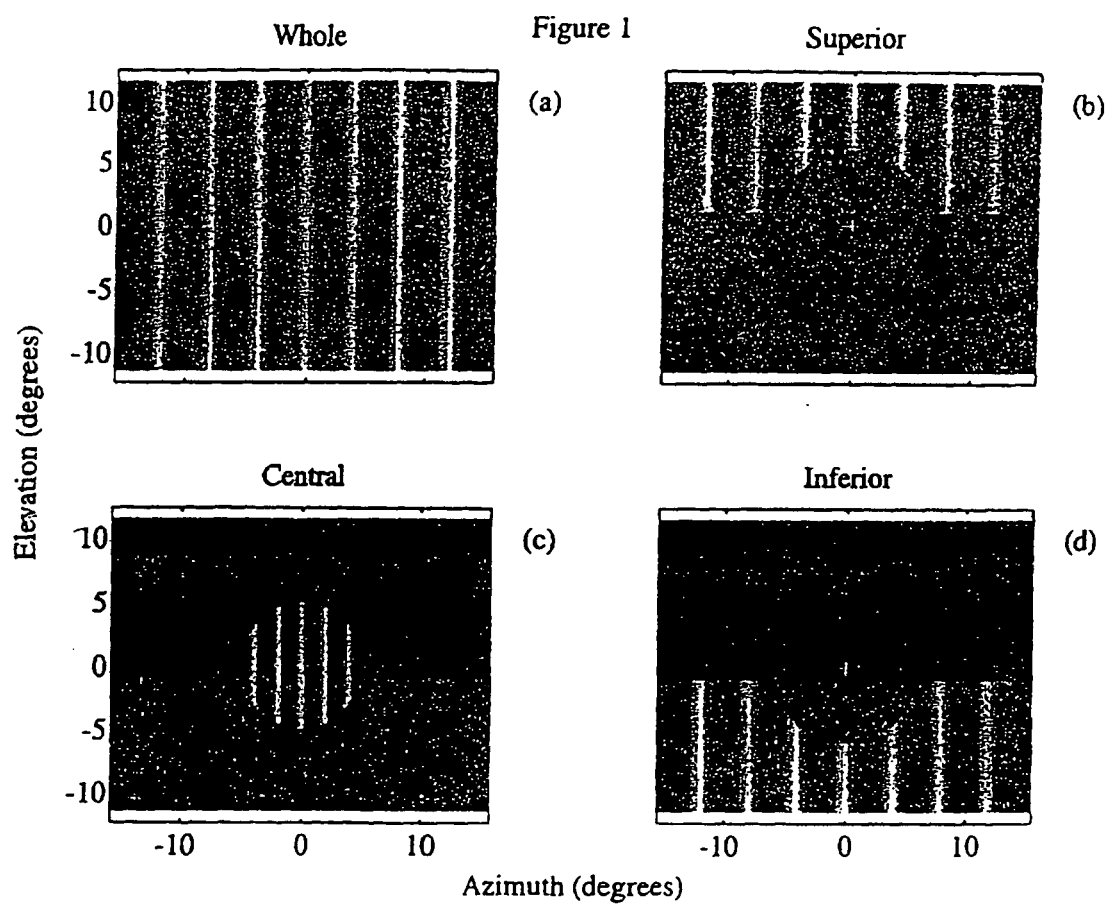 Figure 1
Whole
Superior
(a)
(b)
10
5
0
-5
-10
Elevation (degrees)
Central
Inferior
(c)
(d)
10
5
0
-5
-10
-10 0 10
-10 0 10
Azimuth (degrees)